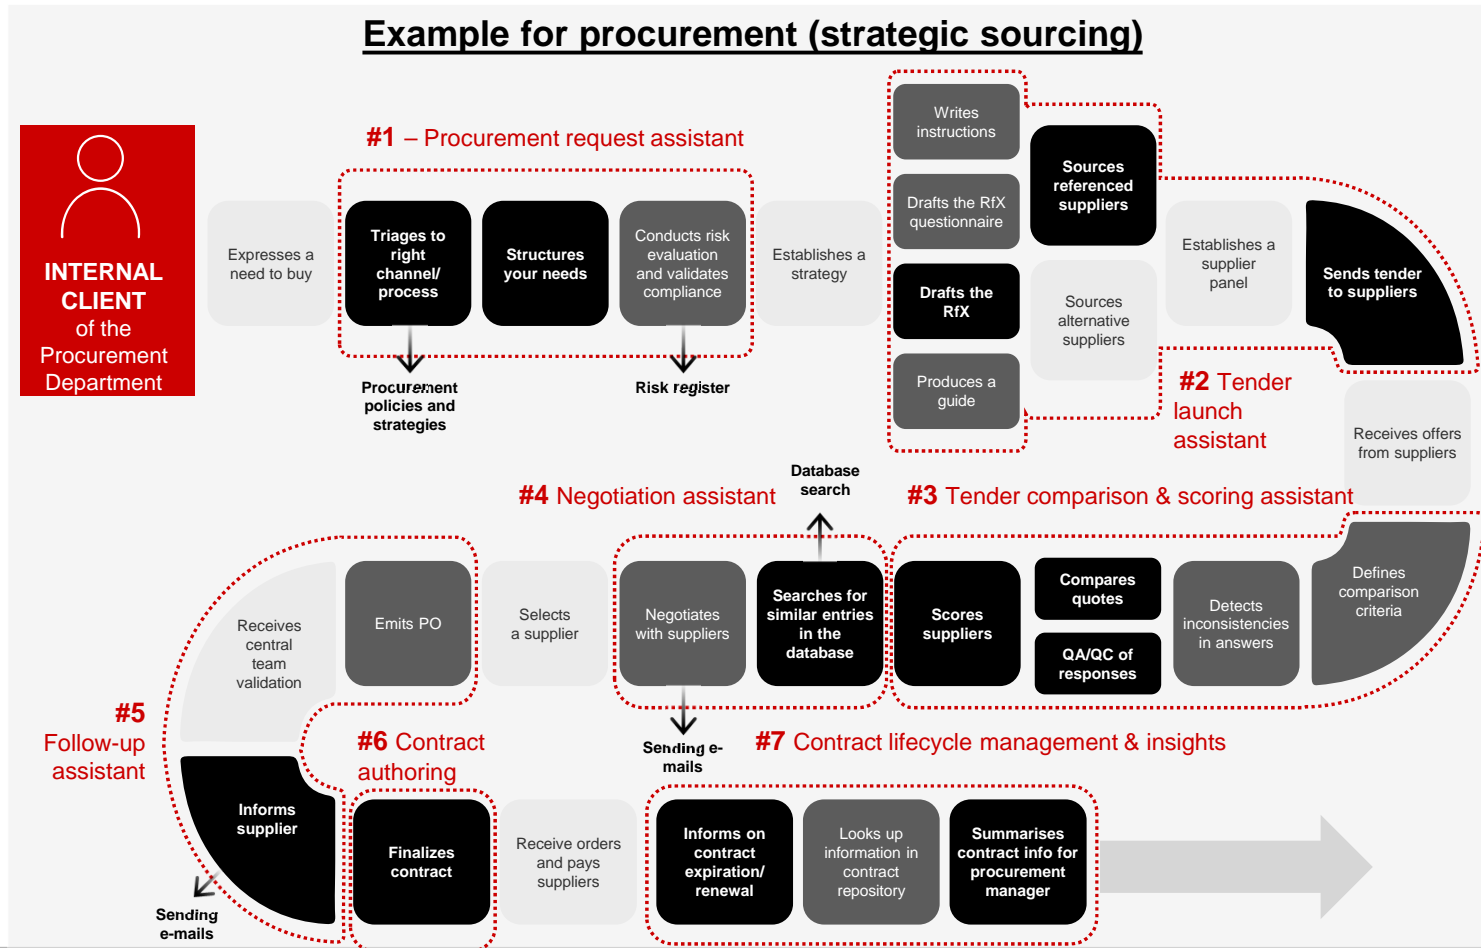 Example for procurement (strategic sourcing)
INTERNAL
CLIENT
of the
Procurement
Department
#1 – Procurement request assistant
Expresses a
need to buy
Triages to
right
channel/
process
Structures
your needs
Conducts risk
evaluation
and validates
compliance
Procurement
policies and
strategies
Risk register
Establishes a
strategy
Writes
instructions
Drafts the RfX
questionnaire
Drafts the
RfX
Produces a
guide
Sources
referenced
suppliers
Sources
alternative
suppliers
Establishes a
supplier
panel
Sends tender
to suppliers
#2 Tender
launch
assistant
Receives offers
from suppliers
#3 Tender comparison & scoring assistant
Defines
comparison
criteria
Detects
inconsistencies
in answers
Compares
quotes
QA/QC of
responses
Scores
suppliers
#4 Negotiation assistant
Database
search
Searches for
similar entries
in the
database
Negotiates
with suppliers
Sending e-
mails
Selects
a supplier
Emits PO
Receives
central
team
validation
#5
Follow-up
assistant
Informs
supplier
Sending
e-mails
#6 Contract
authoring
Finalizes
contract
Receive orders
and pays
suppliers
#7 Contract lifecycle management & insights
Informs on
contract
expiration/
renewal
Looks up
information in
contract
repository
Summarises
contract info for
procurement
manager